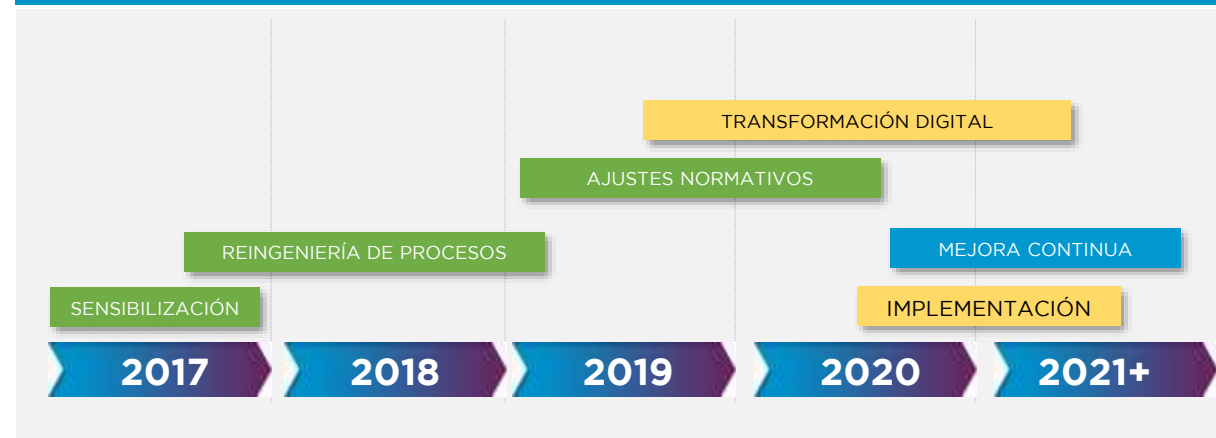 TRANSFORMACIÓN DIGITAL
AJUSTES NORMATIVOS
REINGENIERÍA DE PROCESOS
MEJORA CONTINUA
SENSIBILIZACIÓN
IMPLEMENTACIÓN
2017
2018
2019
2020
2021+